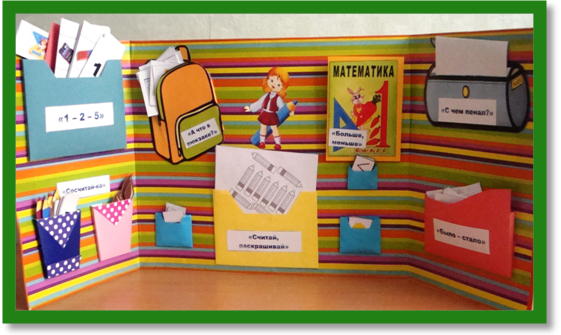 «1 – 2 – 5»
«А что в
рюкзаке?»
МАТЕМАТИКА
«Больше,
меньше»
«С чем пенал?»
«Сосчитай-ка»
«Считай,
раскрашивай»
«было – стало»